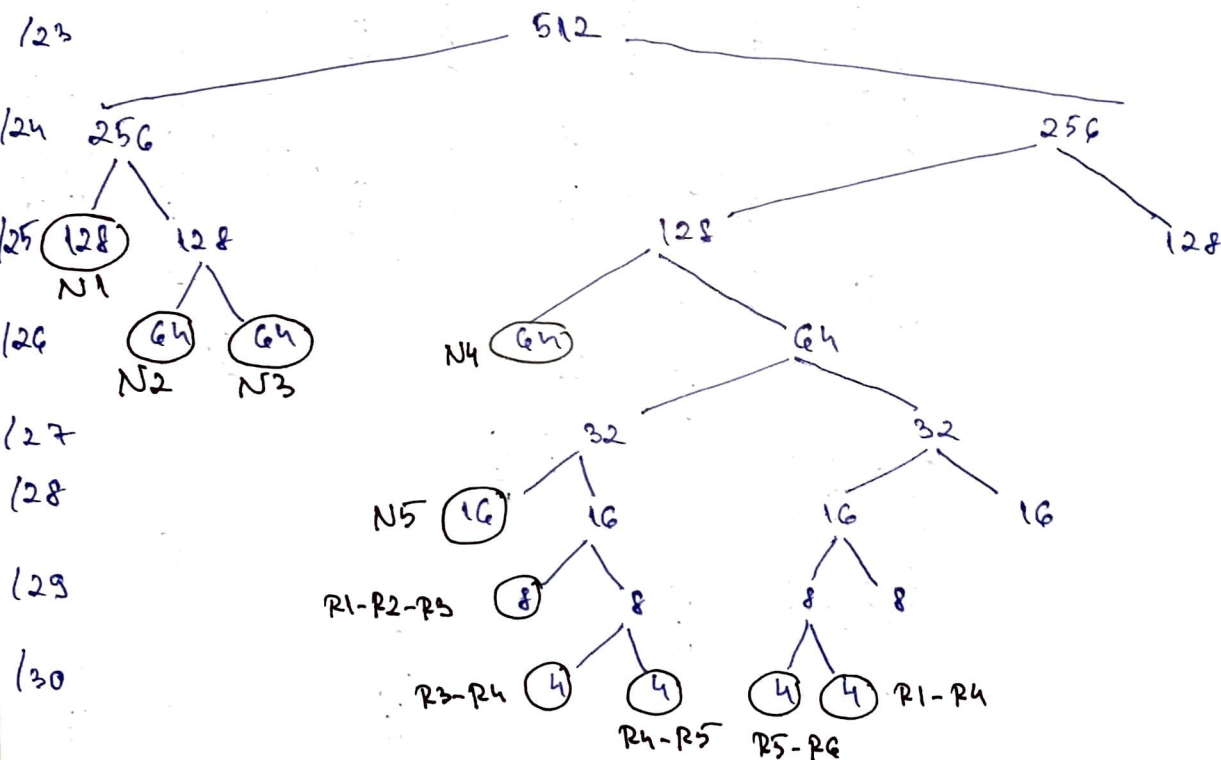 /23 512
/24 256 256
/25 128 128 128 128
N1
/26 64 64 N4 64 64
N2 N3
/27 32 32
/28 N5 16 16 16 16
/29 R1-R2-R3 8 8 8 8
/30 R3-R4 4 4 4 4 R1-R4
R4-R5 R5-R6